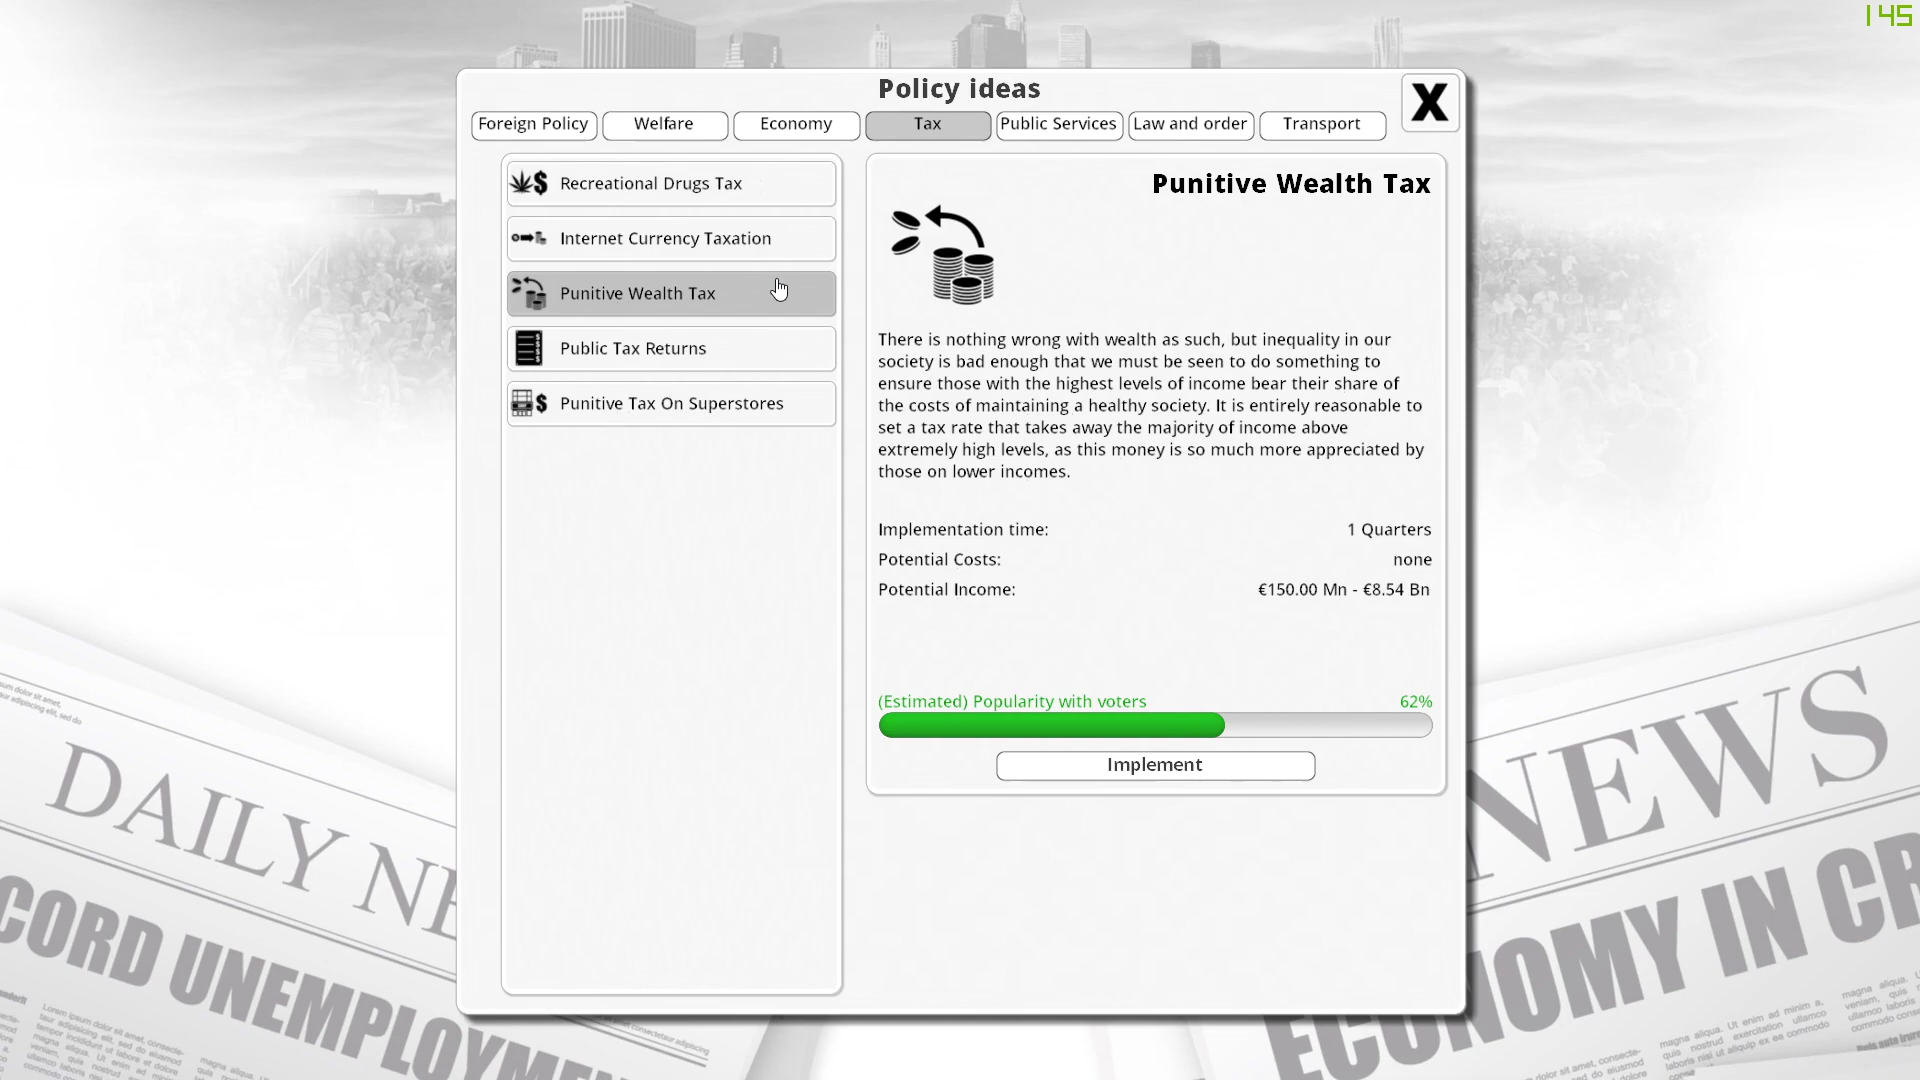 145
Policy ideas
X
Foreign Policy
Welfare
Economy
Tax
Public Services
Law and order
Transport
Recreational Drugs Tax
Internet Currency Taxation
Punitive Wealth Tax
Public Tax Returns
Punitive Tax On Superstores
Punitive Wealth Tax
There is nothing wrong with wealth as such, but inequality in our
society is bad enough that we must be seen to do something to
ensure those with the highest levels of income bear their share of
the costs of maintaining a healthy society. It is entirely reasonable to
set a tax rate that takes away the majority of income above
extremely high levels, as this money is so much more appreciated by
those on lower incomes.
Implementation time: 1 Quarters
Potential Costs: none
Potential Income: €150.00 Mn - €8.54 Bn
(Estimated) Popularity with voters 62%
Implement
DAILY NE
CORD UNEMPLOYME
NEWS
ECONOMY IN CR